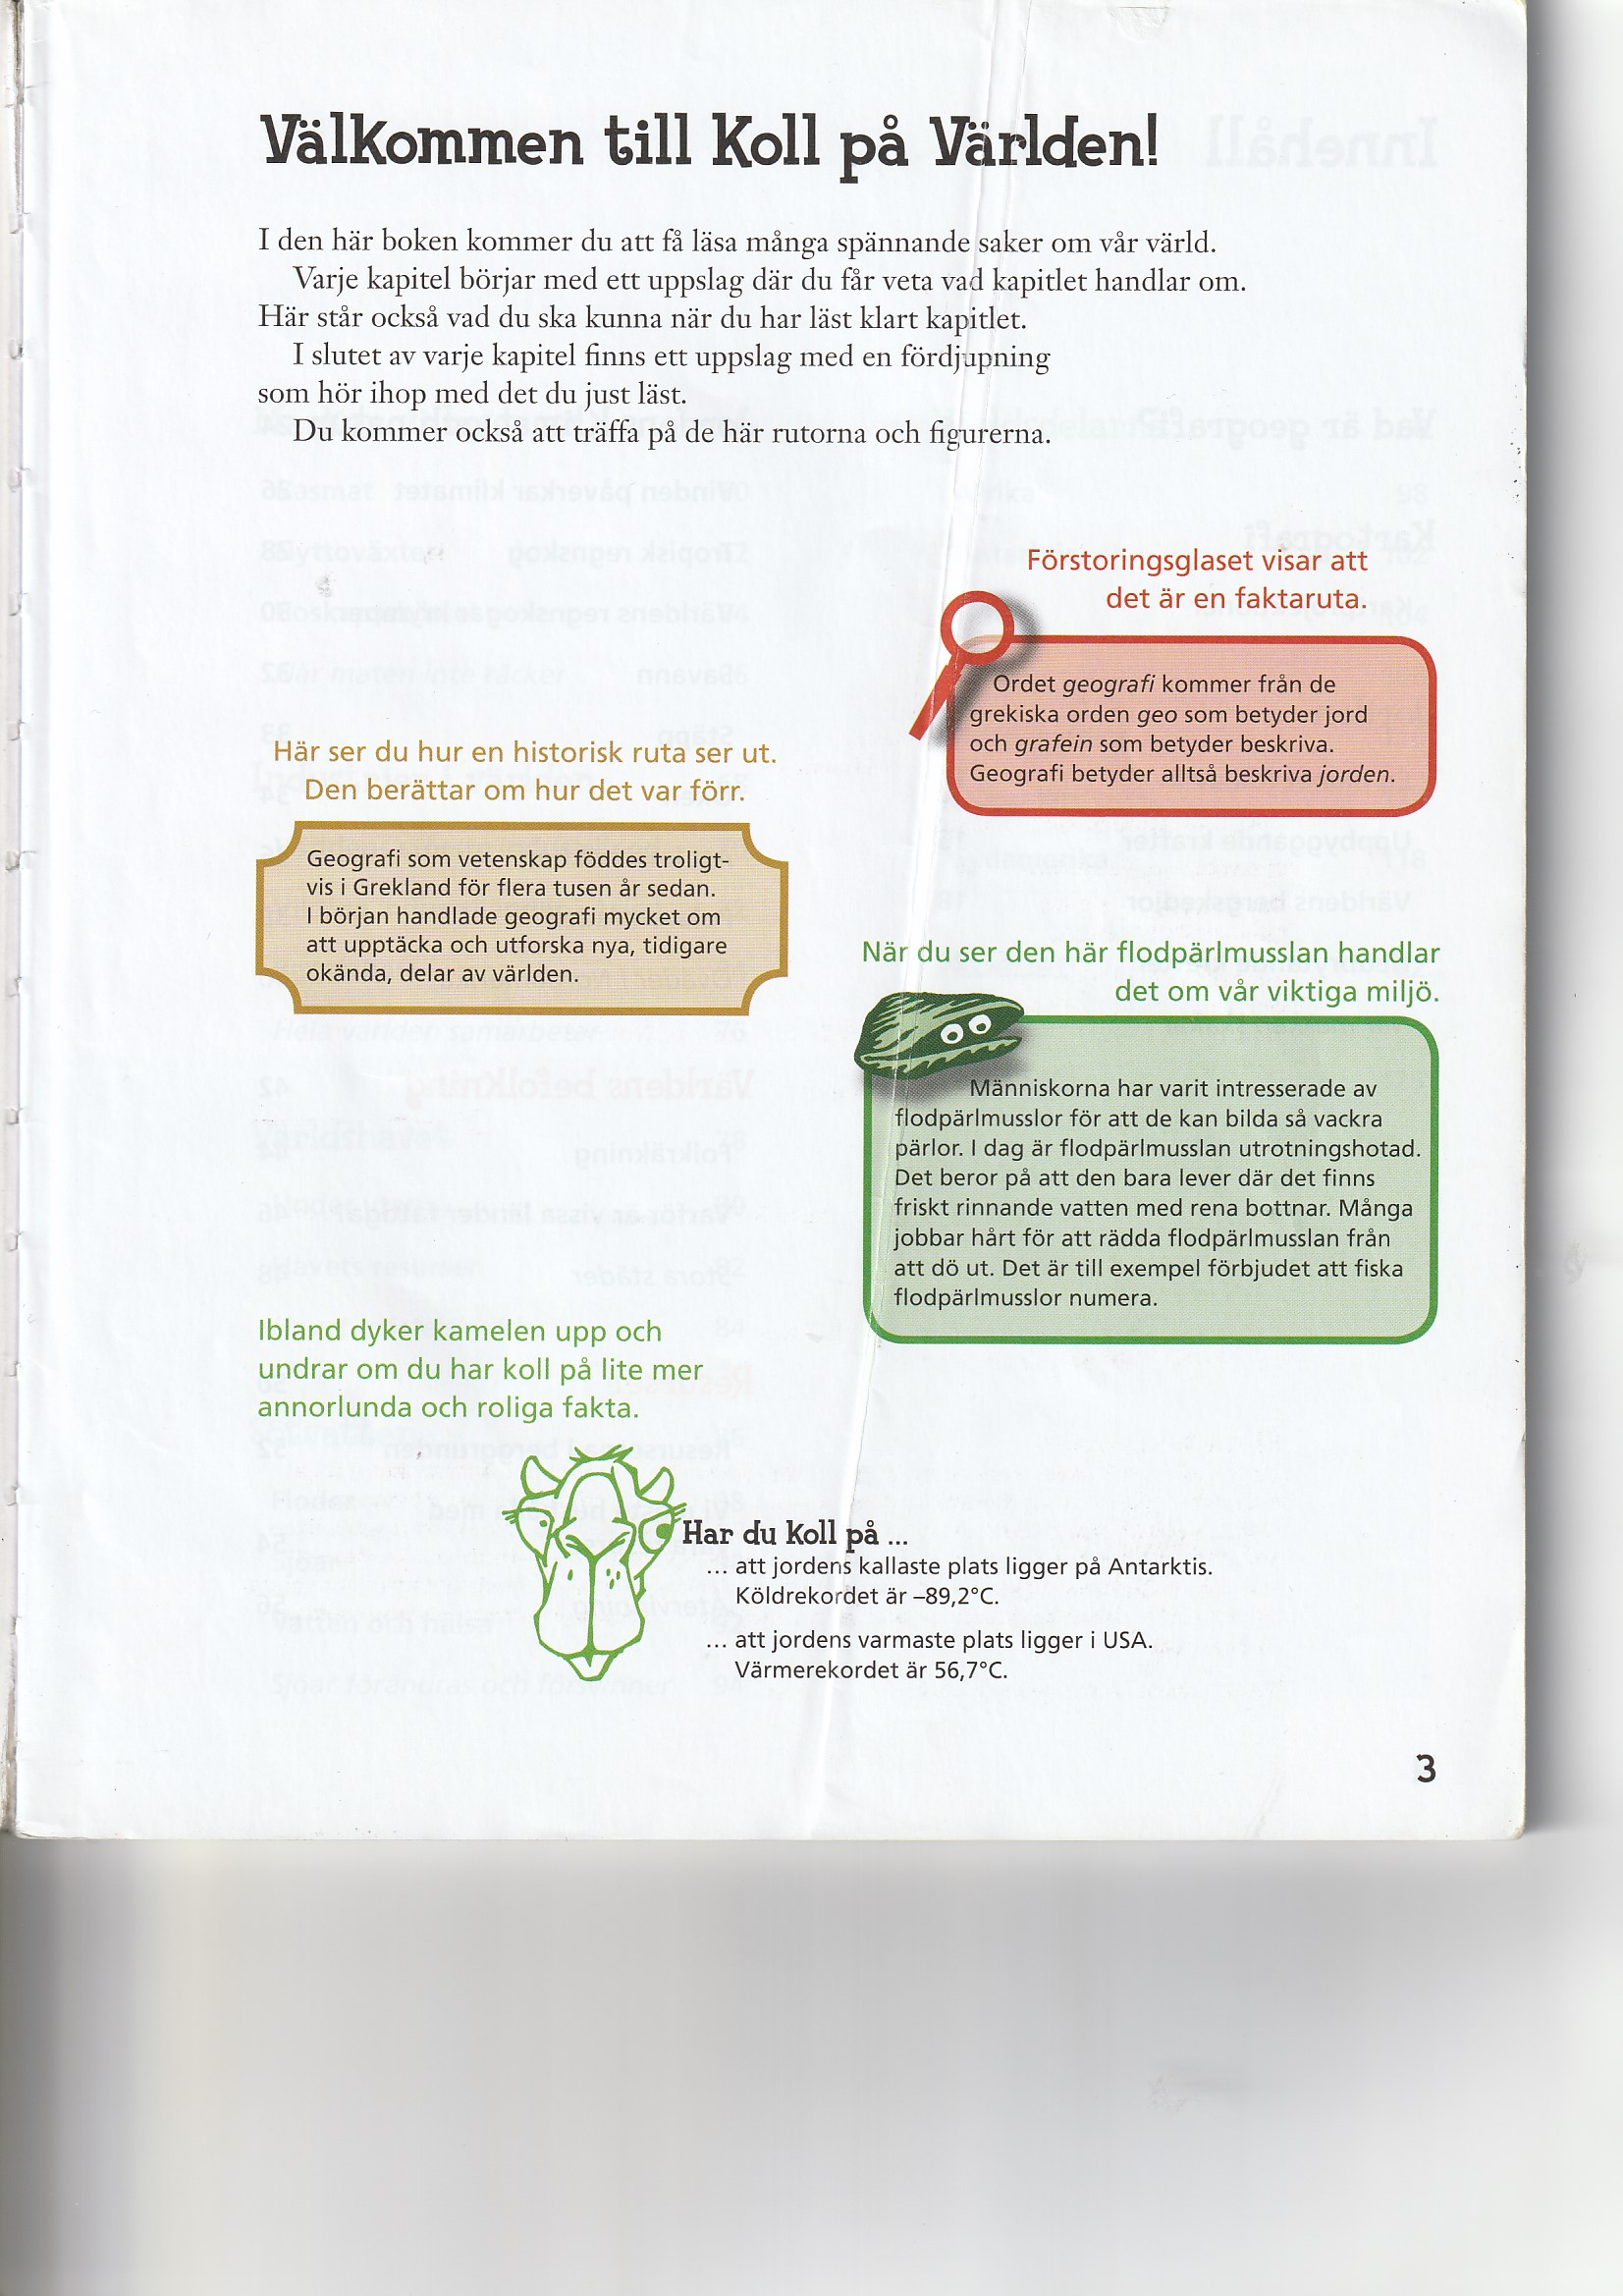 Välkommen till Koll på Världen!
I den här boken kommer du att få läsa många spännande saker om vår värld.
Varje kapitel börjar med ett uppslag där du får veta vad kapitlet handlar om.
Här står också vad du ska kunna när du har läst klart kapitlet.
I slutet av varje kapitel finns ett uppslag med en fördjupning
som hör ihop med det du just läst.
Du kommer också att träffa på de här rutorna och figurerna.
Förstoringsglaset visar att
det är en faktaruta.
Ordet geografi kommer från de
grekiska orden geo som betyder jord
och grafein som betyder beskriva.
Geografi betyder alltså beskriva jorden.
Här ser du hur en historisk ruta ser ut.
Den berättar om hur det var förr.
Geografi som vetenskap föddes troligt-
vis i Grekland för flera tusen år sedan.
I början handlade geografi mycket om
att upptäcka och utforska nya, tidigare
okända, delar av världen.
När du ser den här flodpärlmusslan handlar
det om vår viktiga miljö.
Människorna har varit intresserade av
flodpärlmusslor för att de kan bilda så vackra
pärlor. I dag är flodpärlmusslan utrotningshotad.
Det beror på att den bara lever där det finns
friskt rinnande vatten med rena bottnar. Många
jobbar hårt för att rädda flodpärlmusslan från
att dö ut. Det är till exempel förbjudet att fiska
flodpärlmusslor numera.
Ibland dyker kamelen upp och
undrar om du har koll på lite mer
annorlunda och roliga fakta.
Har du koll på ...
... att jordens kallaste plats ligger på Antarktis.
Köldrekordet är –89,2°C.
... att jordens varmaste plats ligger i USA.
Värmerekordet är 56,7°C.
3